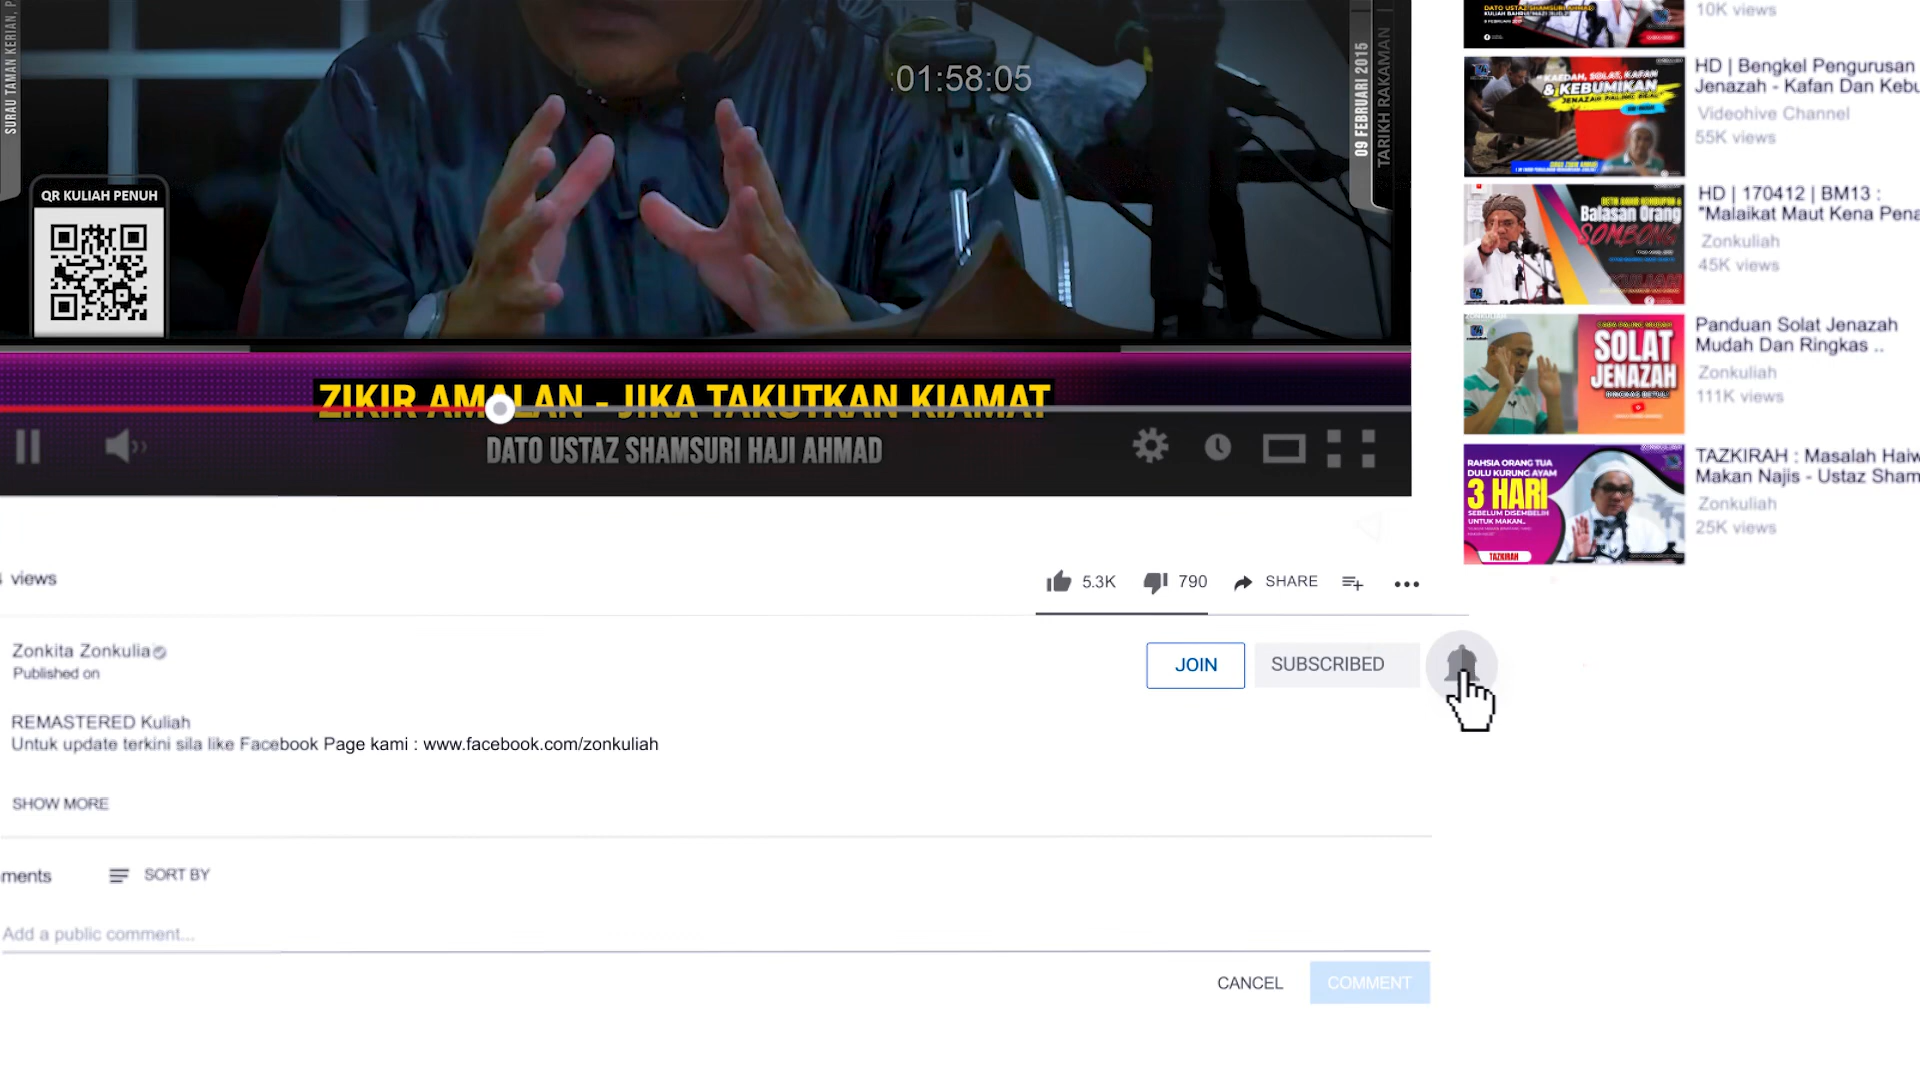 SURAU TAMAN KERIAN, P
01:58:05
09 FEBRUARI 2015
TARIKH RAKAMAN
QR KULIAH PENUH
ZIKIR AMALAN - JIKA TAKUTKAN KIAMAT
DATO USTAZ SHAMSURI HAJI AHMAD
views
5.3K
790
SHARE
Zonkita Zonkulia
Published on
JOIN
SUBSCRIBED
REMASTERED Kuliah
Untuk update terkini sila like Facebook Page kami : www.facebook.com/zonkuliah
SHOW MORE
ments
SORT BY
Add a public comment...
CANCEL
COMMENT
DATO USTAZ SHAMSURI AHMAD
10K views
KAEDAH, SOLAT, KAFAN
& KEBUMIKAN
HD | Bengkel Pengurusan
Jenazah - Kafan Dan Kebu
Videohive Channel
55K views
Balasan Orang
SOMBONG
HD | 170412 | BM13 :
"Malaikat Maut Kena Pena
Zonkuliah
45K views
SOLAT
JENAZAH
Panduan Solat Jenazah
Mudah Dan Ringkas ..
Zonkuliah
111K views
RAHSIA ORANG TUA
DULU KURUNG AYAM
3 HARI
SEBELUM DISEMBELIH
UNTUK MAKAN..
TAZKIRAH
TAZKIRAH : Masalah Haiw
Makan Najis - Ustaz Sham
Zonkuliah
25K views